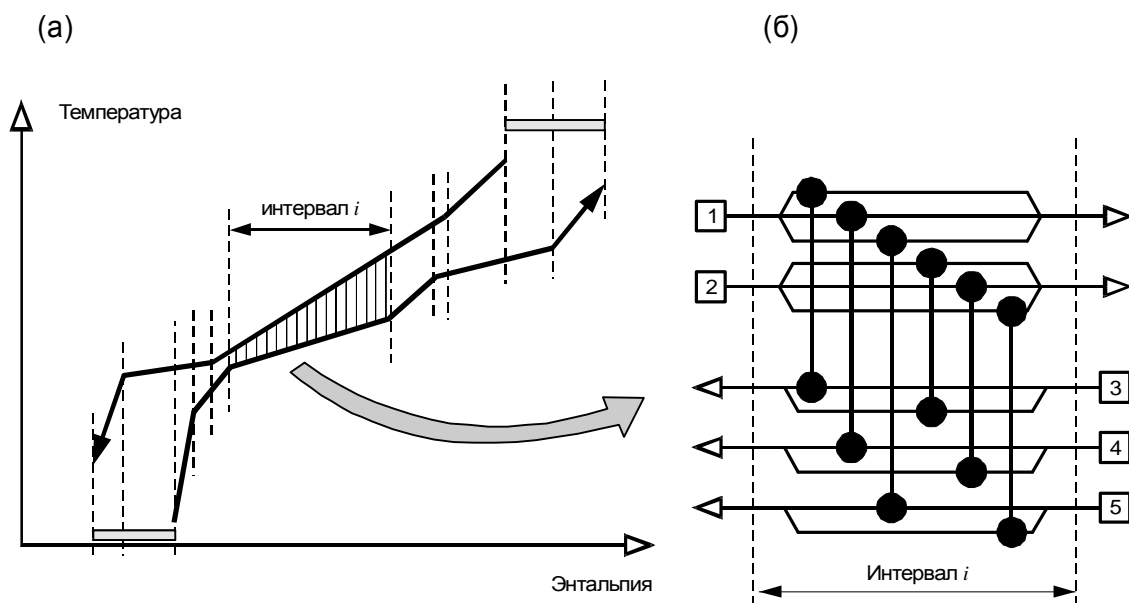 (а)
(б)
Температура
интервал i
1
2
3
4
5
Энтальпия
Интервал i